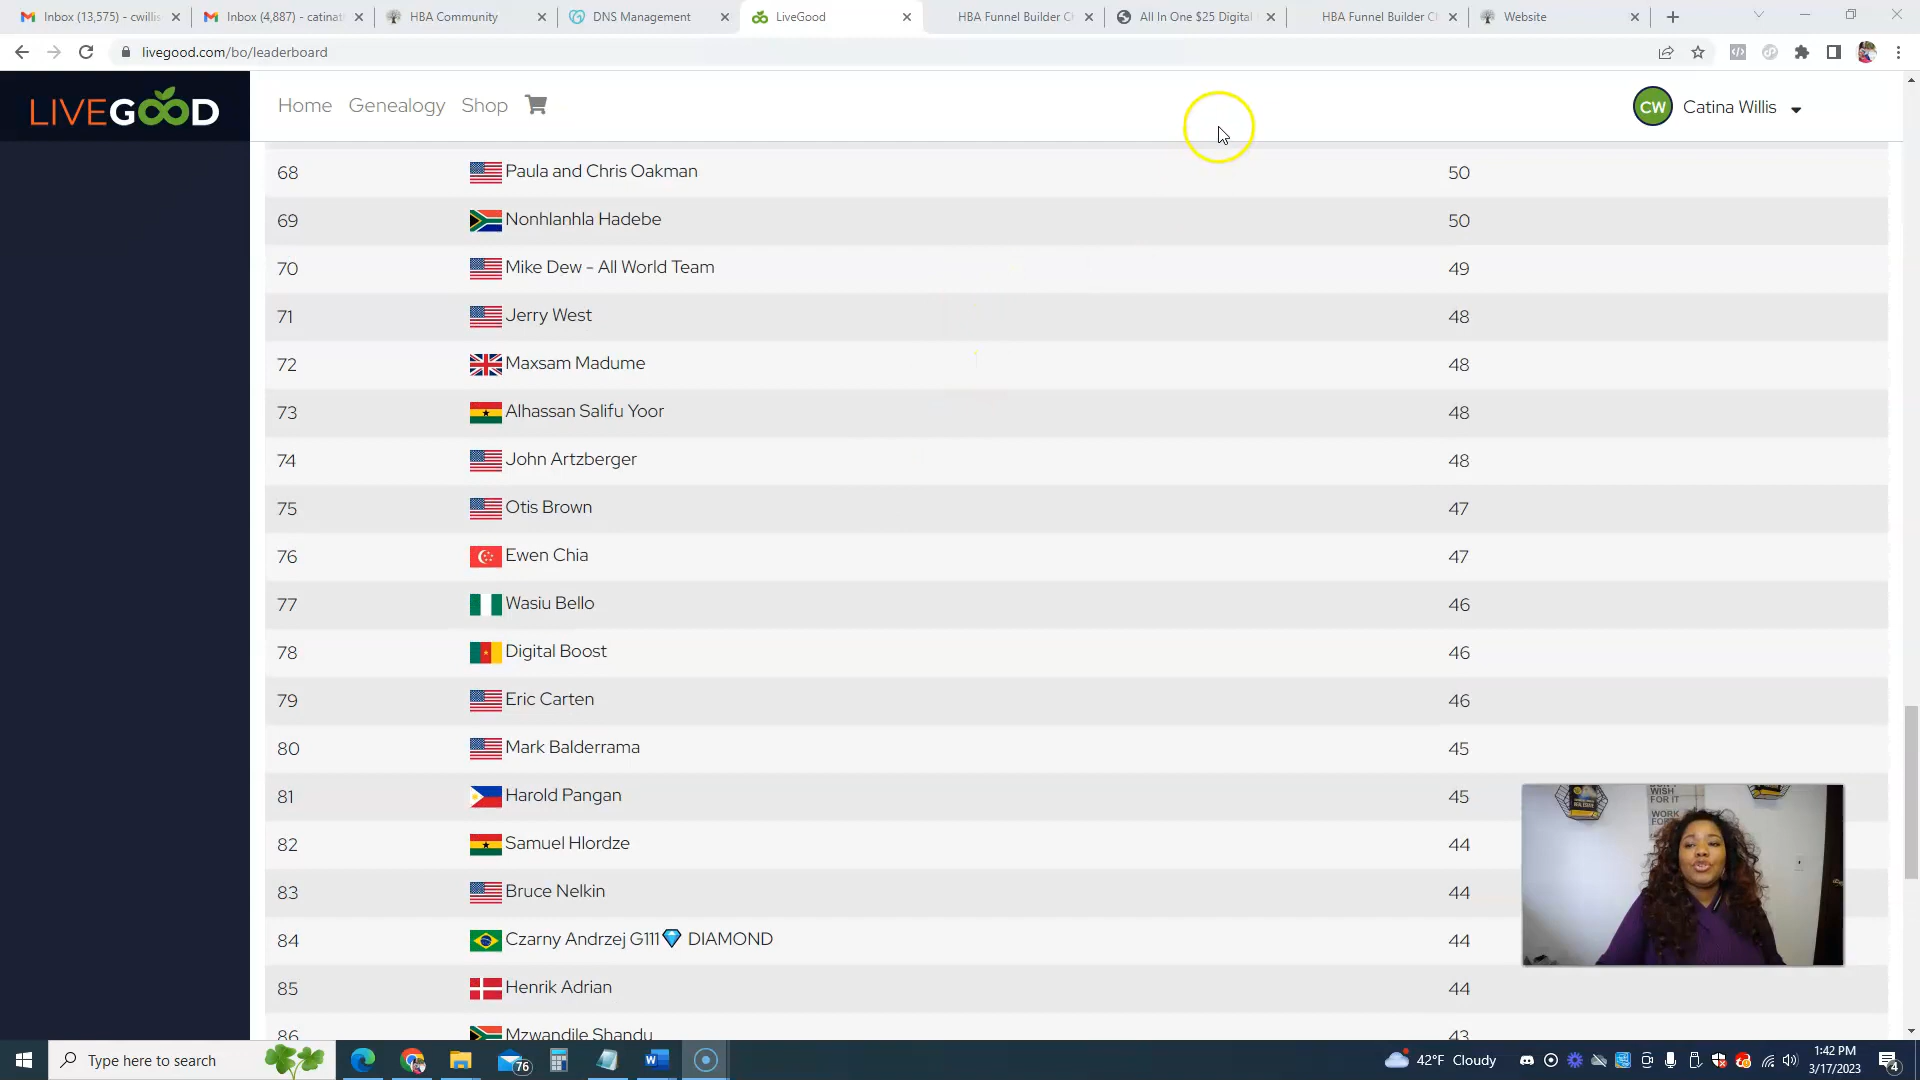 Inbox (13,575) - cwillis
Inbox (4,887) - catinat
HBA Community
DNS Management
LiveGood
HBA Funnel Builder C
All In One $25 Digital
HBA Funnel Builder C
Website
livegood.com/bo/leaderboard
LIVEGOOD
Home
Genealogy
Shop
CW
Catina Willis
68 Paula and Chris Oakman 50
69 Nonhlanhla Hadebe 50
70 Mike Dew - All World Team 49
71 Jerry West 48
72 Maxsam Madume 48
73 Alhassan Salifu Yoor 48
74 John Artzberger 48
75 Otis Brown 47
76 Ewen Chia 47
77 Wasiu Bello 46
78 Digital Boost 46
79 Eric Carten 46
80 Mark Balderrama 45
81 Harold Pangan 45
82 Samuel Hlordze 44
83 Bruce Nelkin 44
84 Czarny Andrzej G111💎 DIAMOND 44
85 Henrik Adrian 44
86 Mzwandile Shandu 43
WISH
FOR IT
WORK
Type here to search
76
42°F Cloudy
1:42 PM
3/17/2023
4